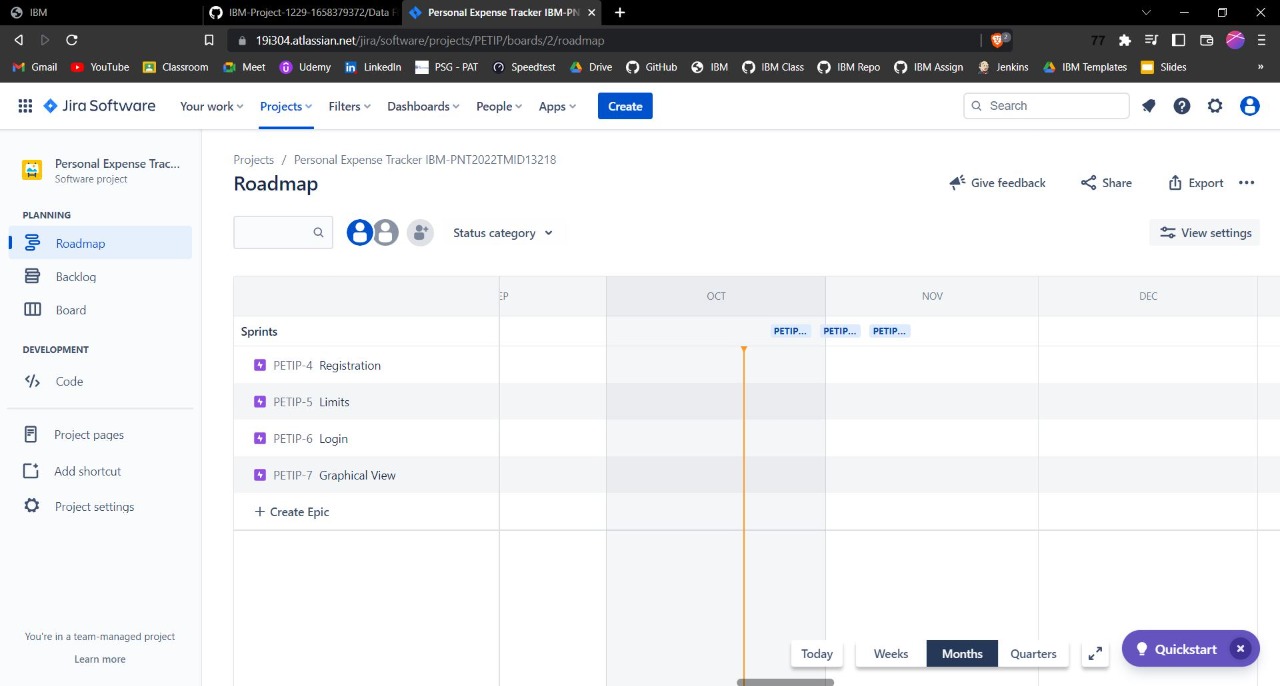 IBM
IBM-Project-1229-1658379372/Data F
Personal Expense Tracker IBM-PN
19i304.atlassian.net/jira/software/projects/PETIP/boards/2/roadmap
2
77
Gmail YouTube Classroom Meet Udemy LinkedIn PSG - PAT Speedtest Drive GitHub IBM IBM Class IBM Repo IBM Assign Jenkins IBM Templates Slides »
Jira Software Your work Projects Filters Dashboards People Apps Create Search
Personal Expense Trac...
Software project
PLANNING
Roadmap
Backlog
Board
DEVELOPMENT
Code
Project pages
Add shortcut
Project settings
You're in a team-managed project
Learn more
Projects / Personal Expense Tracker IBM-PNT2022TMID13218
Roadmap
Give feedback Share Export
Status category View settings
EP OCT NOV DEC
Sprints PETIP... PETIP... PETIP...
PETIP-4 Registration
PETIP-5 Limits
PETIP-6 Login
PETIP-7 Graphical View
+ Create Epic
Today Weeks Months Quarters Quickstart